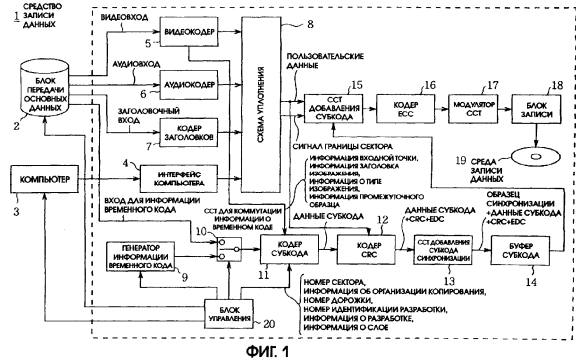 1 СРЕДСТВО
ЗАПИСИ
ДАННЫХ
ВИДЕОВХОД
ВИДЕОКОДЕР
5
8
АУДИОВХОД
АУДИОКОДЕР
6
БЛОК
ПЕРЕДАЧИ
ОСНОВНЫХ
ДАННЫХ
2
ЗАГОЛОВОЧНЫЙ
ВХОД
КОДЕР
ЗАГОЛОВКОВ
7
СХЕМА УПЛОТНЕНИЯ
КОМПЬЮТЕР
3
4
ИНТЕРФЕЙС
КОМПЬЮТЕРА
ПОЛЬЗОВАТЕЛЬСКИЕ
ДАННЫЕ
15
ССТ
ДОБАВЛЕНИЯ
СУБКОДА
16
КОДЕР
ECC
17
МОДУЛЯТОР
ССТ
18
БЛОК
ЗАПИСИ
19
СРЕДА
ЗАПИСИ
ДАННЫХ
СИГНАЛ ГРАНИЦЫ СЕКТОРА
ИНФОРМАЦИЯ ВХОДНОЙ ТОЧКИ,
ИНФОРМАЦИЯ ЗАГОЛОВКА
ИЗОБРАЖЕНИЯ,
ИНФОРМАЦИЯ О ТИПЕ
ИЗОБРАЖЕНИЯ,
ИНФОРМАЦИЯ ПРОМЕЖУТОЧНОГО
ОБРАЗЦА
ВХОД ДЛЯ ИНФОРМАЦИИ
ВРЕМЕННОГО КОДА
ССТ ДЛЯ КОММУТАЦИИ
ИНФОРМАЦИИ О
ВРЕМЕННОМ КОДЕ
10
ГЕНЕРАТОР
ИНФОРМАЦИИ
ВРЕМЕННОГО КОДА
9
КОДЕР
СУБКОДА
11
ДАННЫЕ СУБКОДА
12
КОДЕР
CRC
ДАННЫЕ СУБКОДА
+CRC+EDC
ССТ ДОБАВЛЕНИЯ
СУБКОДА
СИНХРОНИЗАЦИИ
13
ОБРАЗЕЦ
СИНХРОНИЗАЦИИ
+ДАННЫЕ СУБКОДА
+CRC+EDC
БУФЕР
СУБКОДА
14
БЛОК
УПРАВЛЕНИЯ
20
НОМЕР СЕКТОРА,
ИНФОРМАЦИЯ ОБ ОРГАНИЗАЦИИ КОПИРОВАНИЯ,
НОМЕР ДОРОЖКИ,
НОМЕР ИДЕНТИФИКАЦИИ РАЗРАБОТКИ,
ИНФОРМАЦИЯ О РАЗРАБОТКЕ,
ИНФОРМАЦИЯ О СЛОЕ
ФИГ. 1